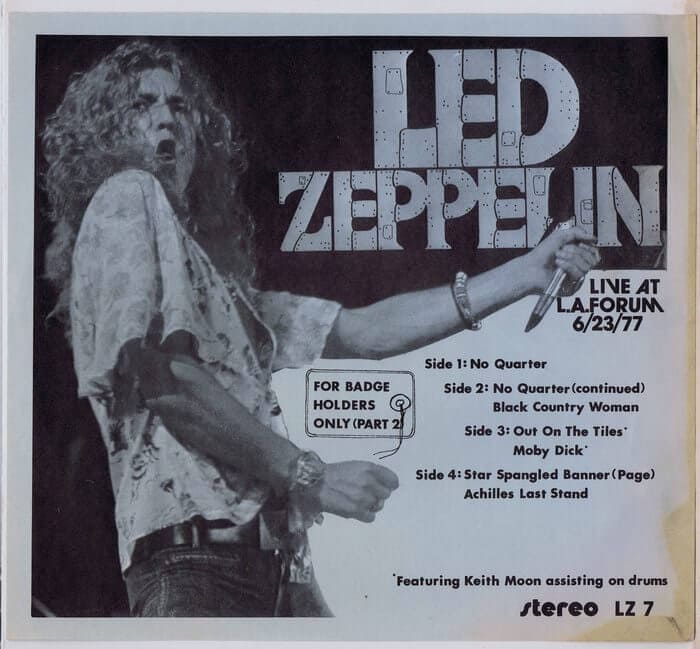 LED
ZEPPELIN
LIVE AT
L.A. FORUM
6/23/77
Side 1: No Quarter
Side 2: No Quarter (continued)
Black Country Woman
FOR BADGE
HOLDERS
ONLY (PART 2)
Side 3: Out On The Tiles*
Moby Dick*
Side 4: Star Spangled Banner (Page)
Achilles Last Stand
*Featuring Keith Moon assisting on drums
stereo LZ 7